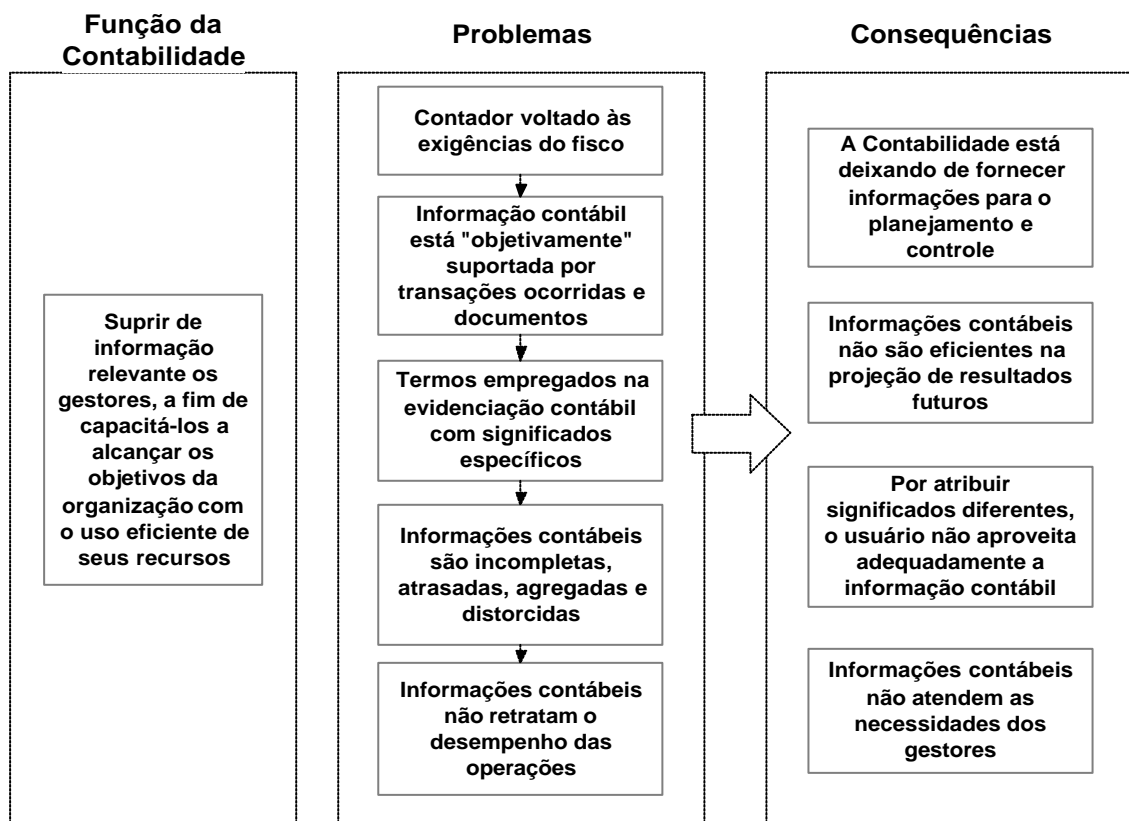 Função da
Contabilidade
Suprir de
informação
relevante os
gestores, a fim de
capacitá-los a
alcançar os
objetivos da
organização com
o uso eficiente de
seus recursos
Problemas
Contador voltado às
exigências do fisco
Informação contábil
está "objetivamente"
suportada por
transações ocorridas e
documentos
Termos empregados na
evidenciação contábil
com significados
específicos
Informações contábeis
são incompletas,
atrasadas, agregadas e
distorcidas
Informações contábeis
não retratam o
desempenho das
operações
Consequências
A Contabilidade está
deixando de fornecer
informações para o
planejamento e
controle
Informações contábeis
não são eficientes na
projeção de resultados
futuros
Por atribuir
significados diferentes,
o usuário não aproveita
adequadamente a
informação contábil
Informações contábeis
não atendem as
necessidades dos
gestores